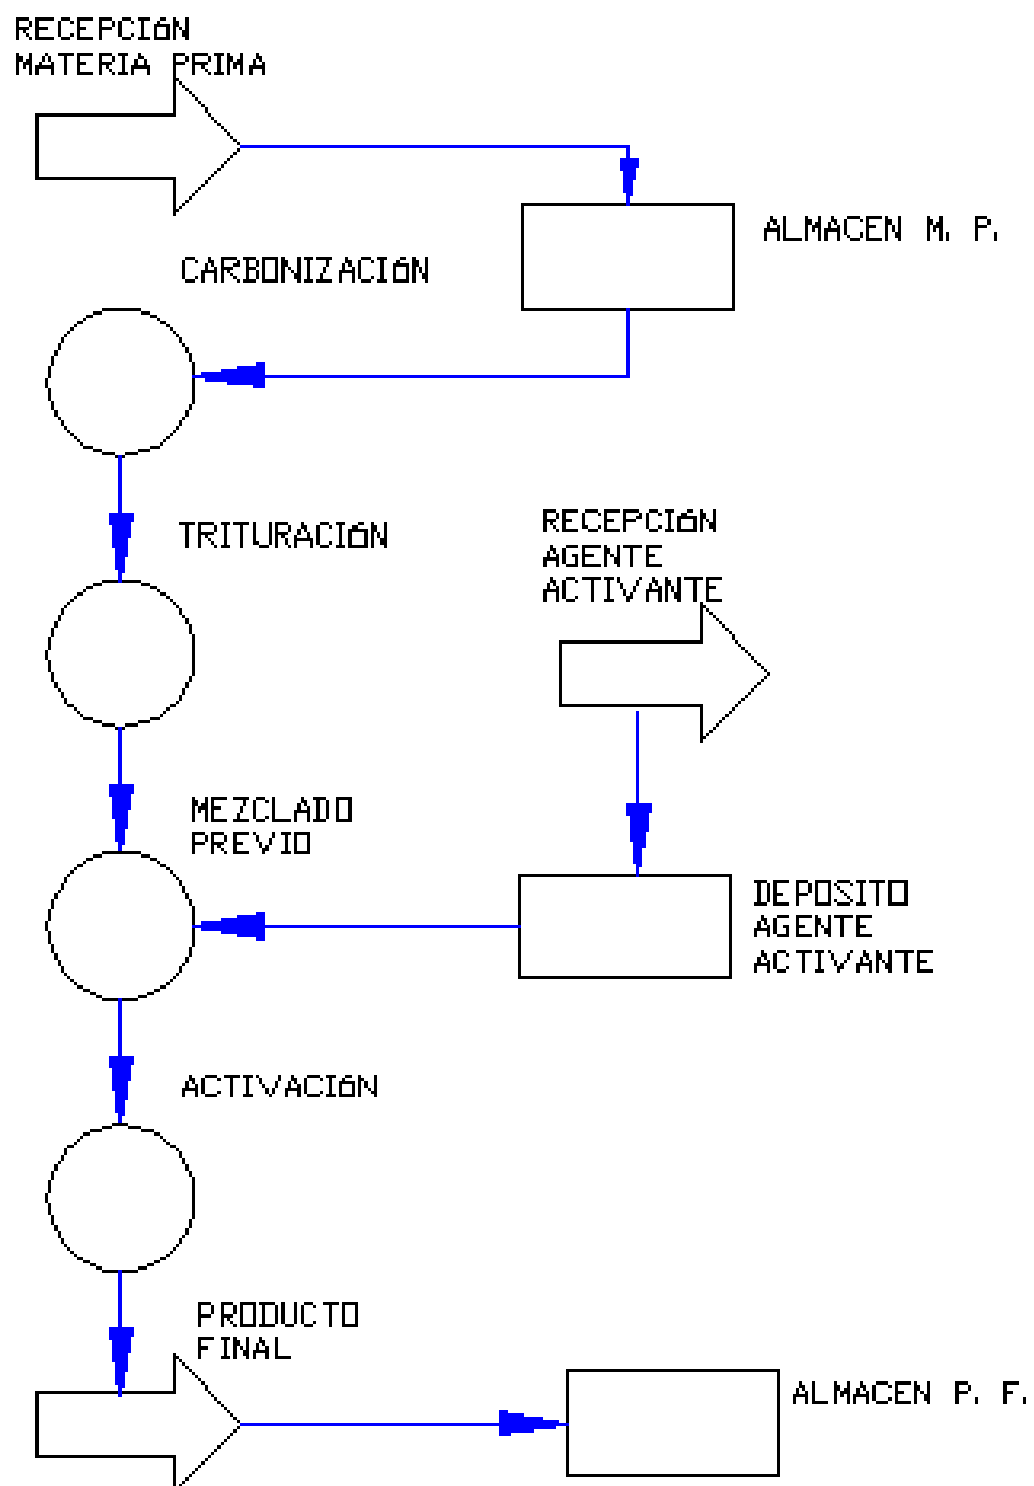 RECEPCIóN
MATERIA PRIMA
ALMACEN M. P.
CARBONIZACIóN
TRITURACIóN
RECEPCIóN
AGENTE
ACTIVANTE
MEZCLADO
PREVIO
DEPOSITO
AGENTE
ACTIVANTE
ACTIVACIóN
PRODUCTO
FINAL
ALMACEN P. F.